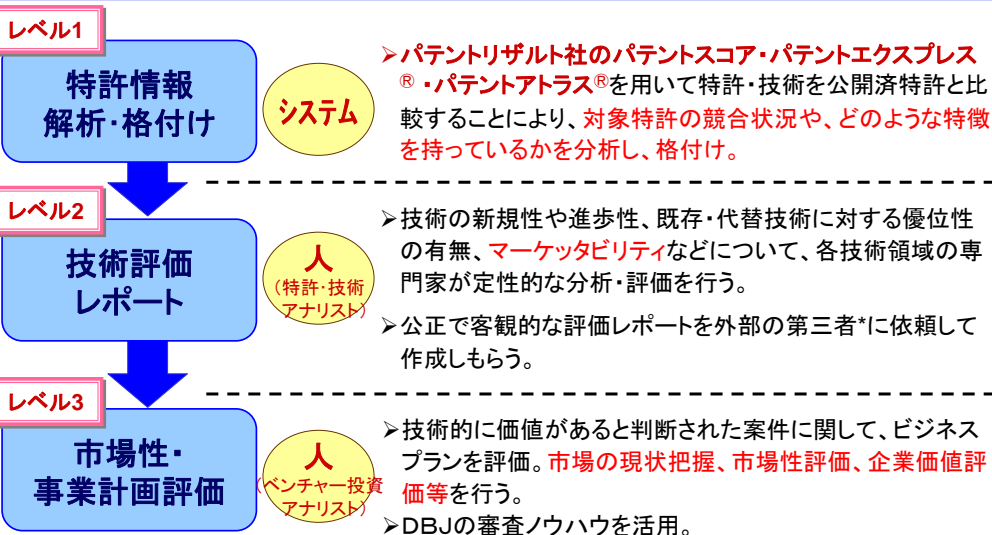 レベル1
特許情報
解析・格付け
システム
➢パテントリザルト社のパテントスコア・パテントエクスプレス
®・パテントアトラス®を用いて特許・技術を公開済特許と比
較することにより、対象特許の競合状況や、どのような特徴
を持っているかを分析し、格付け。
レベル2
技術評価
レポート
人
(特許・技術
アナリスト)
➢技術の新規性や進歩性、既存・代替技術に対する優位性
の有無、マーケッタビリティなどについて、各技術領域の専
門家が定性的な分析・評価を行う。
➢公正で客観的な評価レポートを外部の第三者*に依頼して
作成しもらう。
レベル3
市場性・
事業計画評価
人
(ベンチャー投資
アナリスト)
➢技術的に価値があると判断された案件に関して、ビジネス
プランを評価。市場の現状把握、市場性評価、企業価値評
価等を行う。
➢DBJの審査ノウハウを活用。